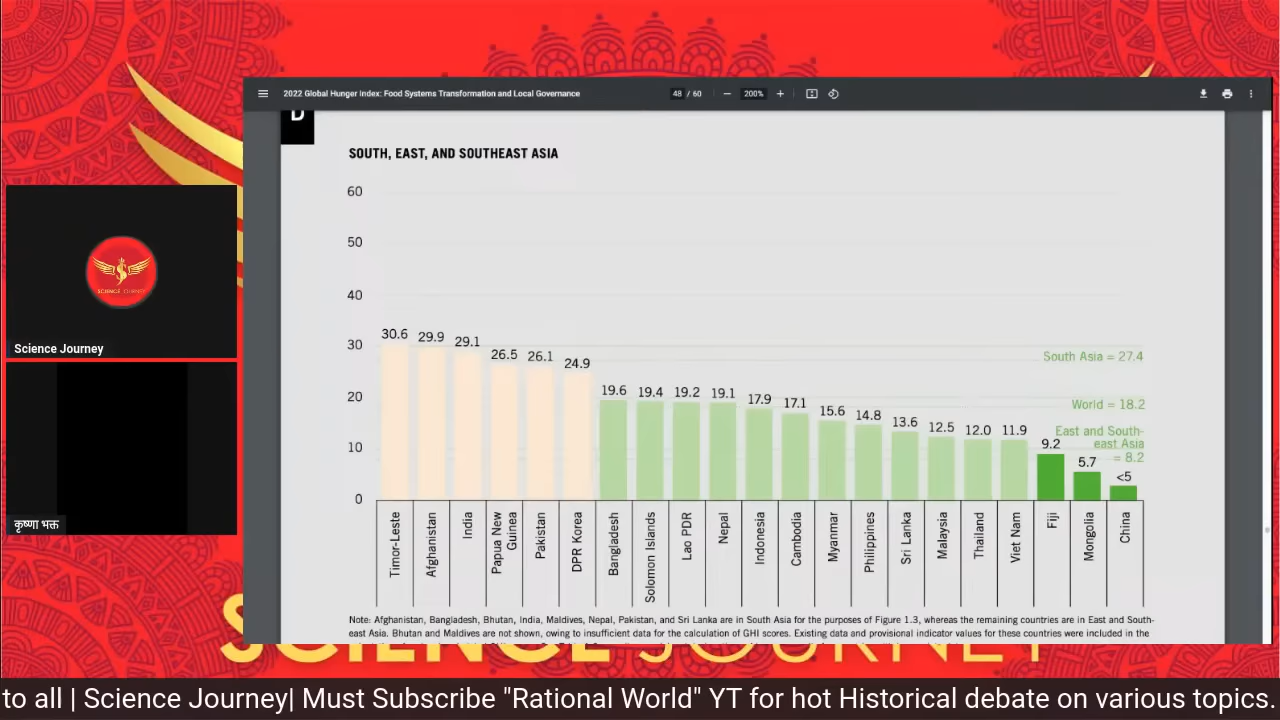 2022 Global Hunger Index: Food Systems Transformation and Local Governance
48 / 60
200%
SOUTH, EAST, AND SOUTHEAST ASIA
60
50
40
30
20
10
0
30.6 29.9 29.1 26.5 26.1 24.9 19.6 19.4 19.2 19.1 17.9 17.1 15.6 14.8 13.6 12.5 12.0 11.9 9.2 5.7 <5
South Asia = 27.4
World = 18.2
East and South-
east Asia
= 8.2
Timor-Leste
Afghanistan
India
Papua New
Guinea
Pakistan
DPR Korea
Bangladesh
Solomon Islands
Lao PDR
Nepal
Indonesia
Cambodia
Myanmar
Philippines
Sri Lanka
Malaysia
Thailand
Viet Nam
Fiji
Mongolia
China
Note: Afghanistan, Bangladesh, Bhutan, India, Maldives, Nepal, Pakistan, and Sri Lanka are in South Asia for the purposes of Figure 1.3, whereas the remaining countries are in East and South-
east Asia. Bhutan and Maldives are not shown, owing to insufficient data for the calculation of GHI scores. Existing data and provisional indicator values for these countries were included in the
SCIENCE JOURNEY
Science Journey
कृष्णा भक्त
SCIENCE JOURNEY
to all | Science Journey| Must Subscribe "Rational World" YT for hot Historical debate on various topics.